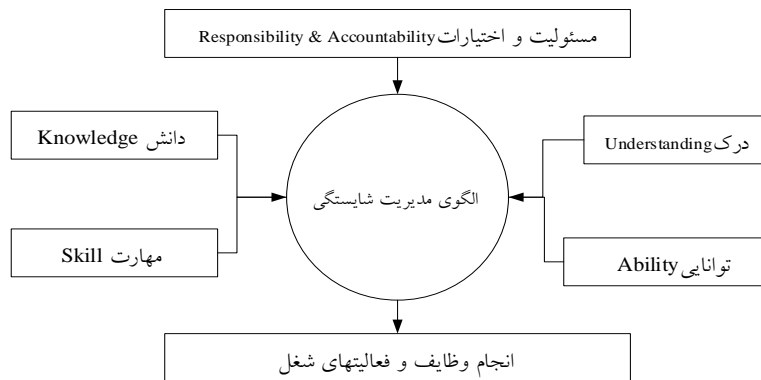 مسئولیت و اختیارات Responsibility & Accountability
دانش Knowledge
درک Understanding
الگوی مدیریت شایستگی
مهارت Skill
توانایی Ability
انجام وظایف و فعالیتهای شغل